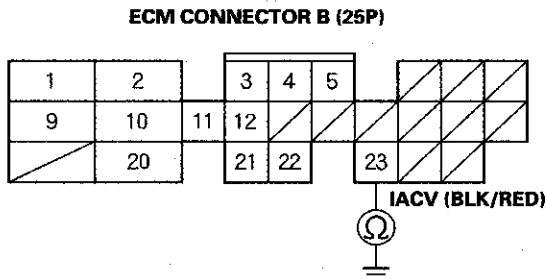 ECM CONNECTOR B (25P)
1 2 3 4 5
9 10 11 12
20 21 22 23
IACV (BLK/RED)
Ω